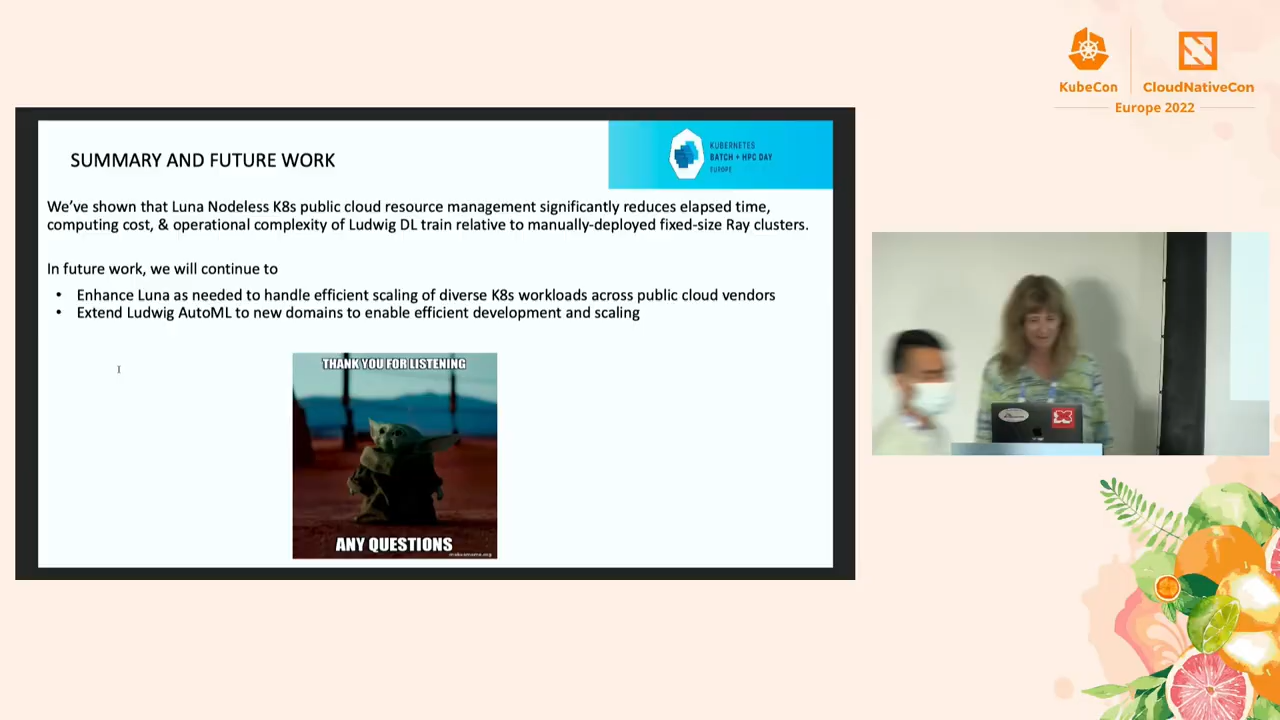 KubeCon
CloudNativeCon
Europe 2022
SUMMARY AND FUTURE WORK
KUBERNETES
BATCH + HPC DAY
EUROPE
We've shown that Luna Nodeless K8s public cloud resource management significantly reduces elapsed time,
computing cost, & operational complexity of Ludwig DL train relative to manually-deployed fixed-size Ray clusters.
In future work, we will continue to
• Enhance Luna as needed to handle efficient scaling of diverse K8s workloads across public cloud vendors
• Extend Ludwig AutoML to new domains to enable efficient development and scaling
THANK YOU FOR LISTENING
ANY QUESTIONS
makeameme.org